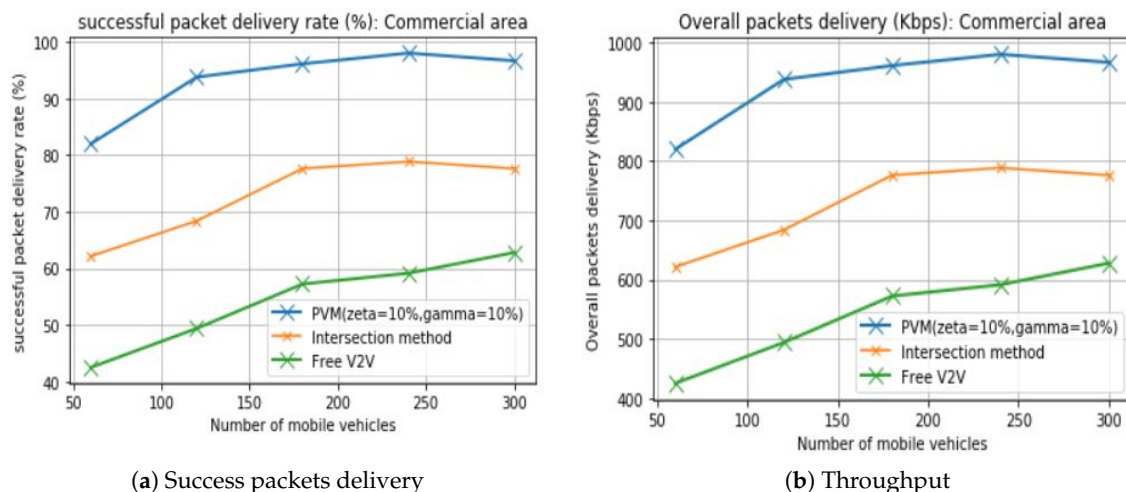 successful packet delivery rate (%): Commercial area
successful packet delivery rate (%)
100
90
80
70
60
50
40
PVM(zeta=10%,gamma=10%)
Intersection method
Free V2V
50
100
150
200
250
300
Number of mobile vehicles
(a) Success packets delivery
Overall packets delivery (Kbps): Commercial area
Overall packets delivery (Kbps)
1000
900
800
700
600
500
400
PVM(zeta=10%,gamma=10%)
Intersection method
Free V2V
50
100
150
200
250
300
Number of mobile vehicles
(b) Throughput